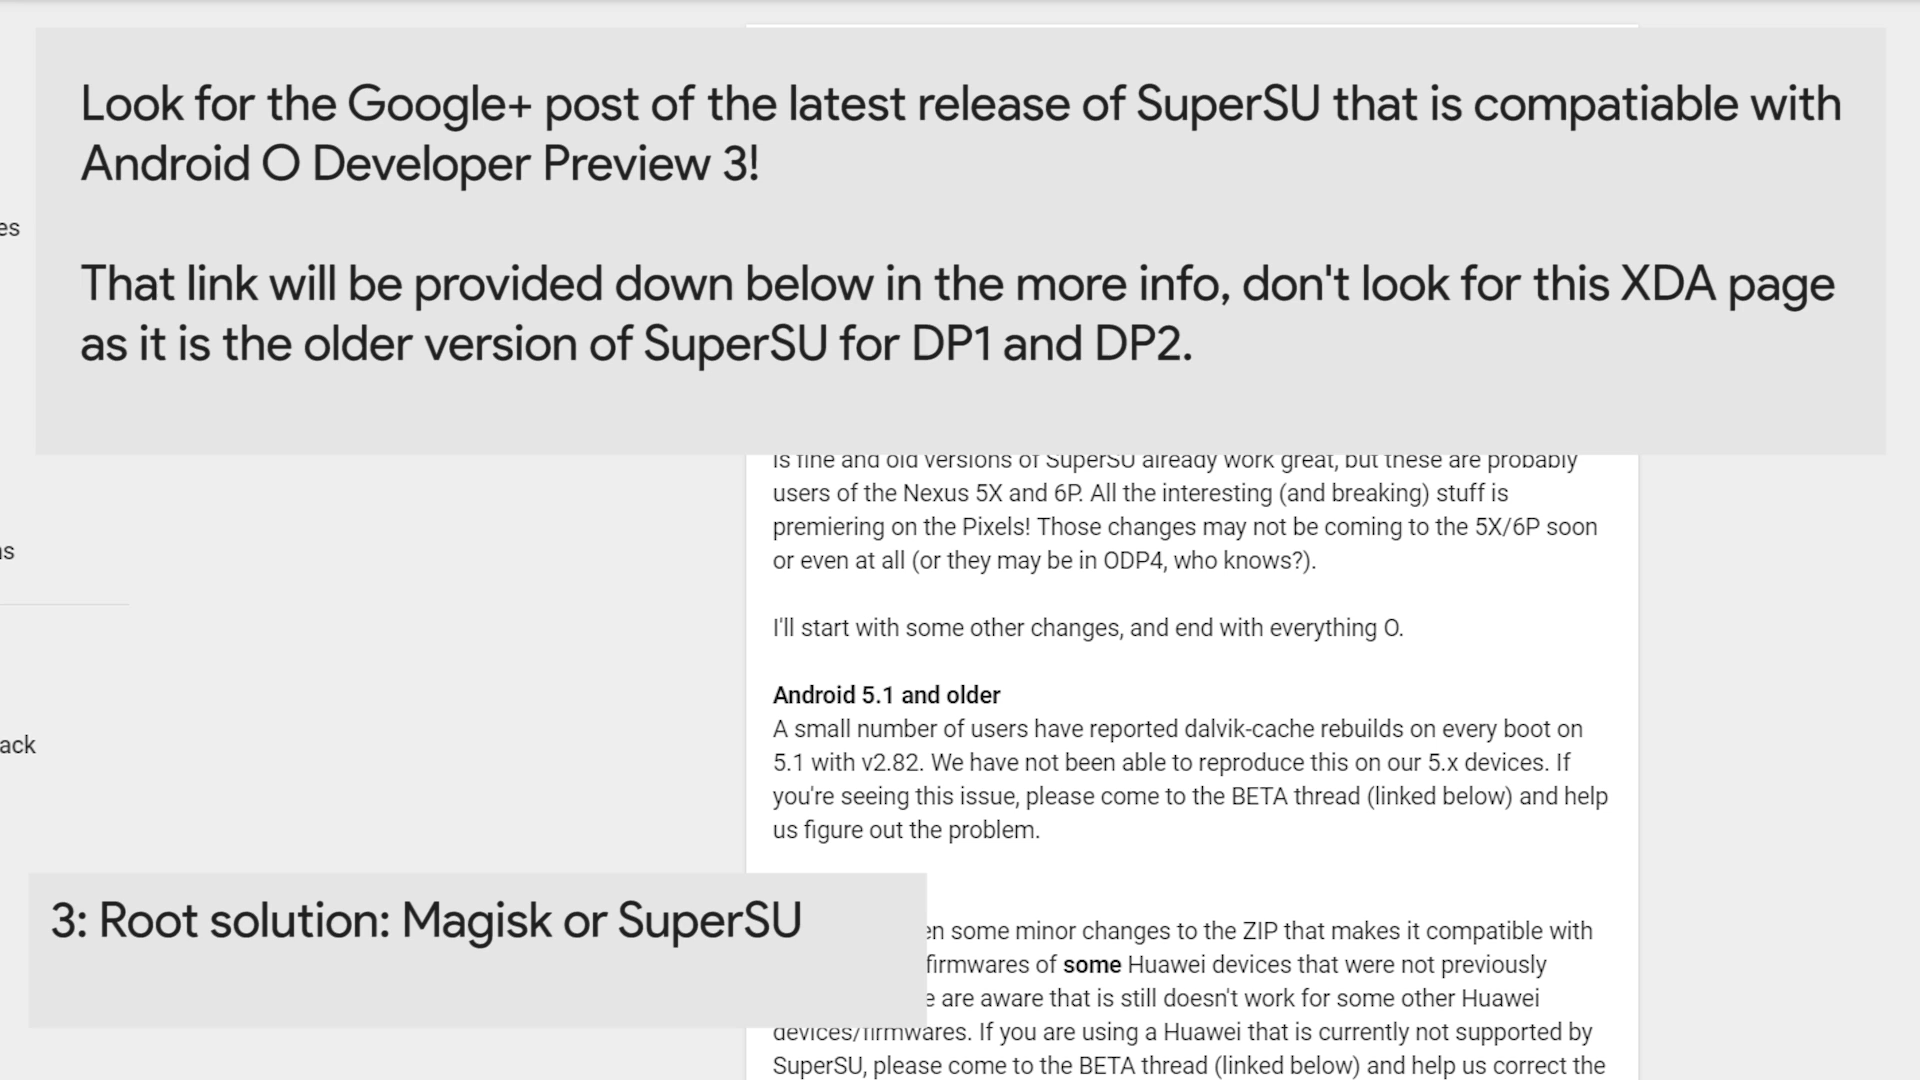 Look for the Google+ post of the latest release of SuperSU that is compatiable with
Android O Developer Preview 3!
That link will be provided down below in the more info, don't look for this XDA page
as it is the older version of SuperSU for DP1 and DP2.
es
is fine and old versions of SuperSU already work great, but these are probably
users of the Nexus 5X and 6P. All the interesting (and breaking) stuff is
premiering on the Pixels! Those changes may not be coming to the 5X/6P soon
or even at all (or they may be in ODP4, who knows?).
ns
I'll start with some other changes, and end with everything O.
Android 5.1 and older
A small number of users have reported dalvik-cache rebuilds on every boot on
5.1 with v2.82. We have not been able to reproduce this on our 5.x devices. If
you're seeing this issue, please come to the BETA thread (linked below) and help
us figure out the problem.
ack
3: Root solution: Magisk or SuperSU
en some minor changes to the ZIP that makes it compatible with
firmwares of some Huawei devices that were not previously
e are aware that is still doesn't work for some other Huawei
devices/firmwares. If you are using a Huawei that is currently not supported by
SuperSU, please come to the BETA thread (linked below) and help us correct the